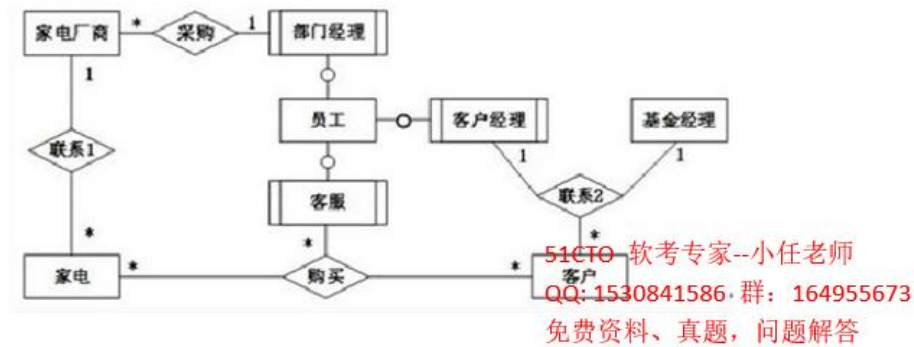 家电厂商
*
采购
1
部门经理
1
员工
客户经理
基金经理
联系1
1
1
客服
联系2
*
*
*
51CTO 软考专家--小任老师
家电
*
购买
*
客户
QQ: 1530841586 群：164955673
免费资料、真题，问题解答